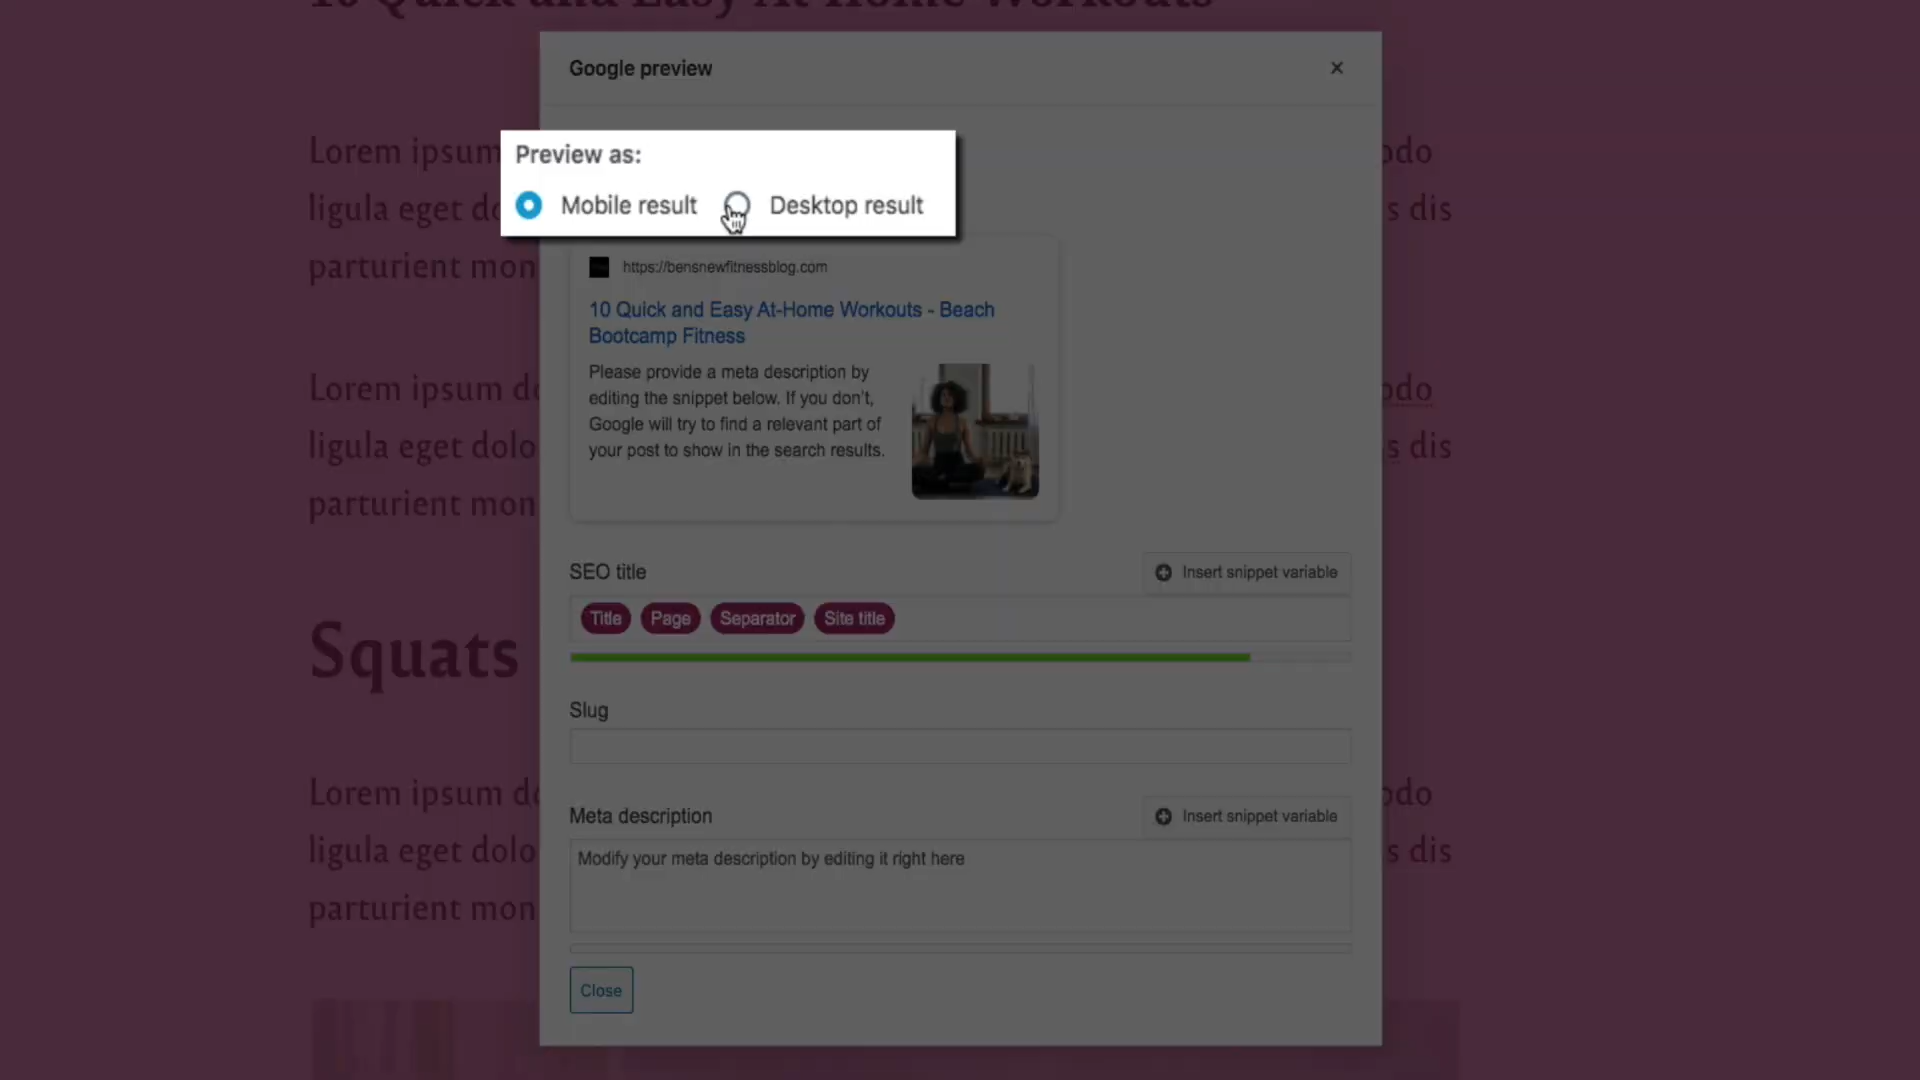 10 Quick and Easy At-Home Workouts
Google preview
Preview as:
Mobile result Desktop result
https://bensnewfitnessblog.com
10 Quick and Easy At-Home Workouts - Beach
Bootcamp Fitness
Please provide a meta description by
editing the snippet below. If you don't,
Google will try to find a relevant part of
your post to show in the search results.
SEO title
Insert snippet variable
Title Page Separator Site title
Slug
Meta description
Insert snippet variable
Modify your meta description by editing it right here
Close
Lorem ipsum odo
ligula eget do s dis
parturient mon
Lorem ipsum do odo
ligula eget dolo s dis
parturient mon
Squats
Lorem ipsum do odo
ligula eget dolo s dis
parturient mon